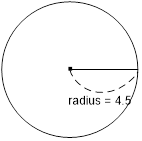 radius = 4.5